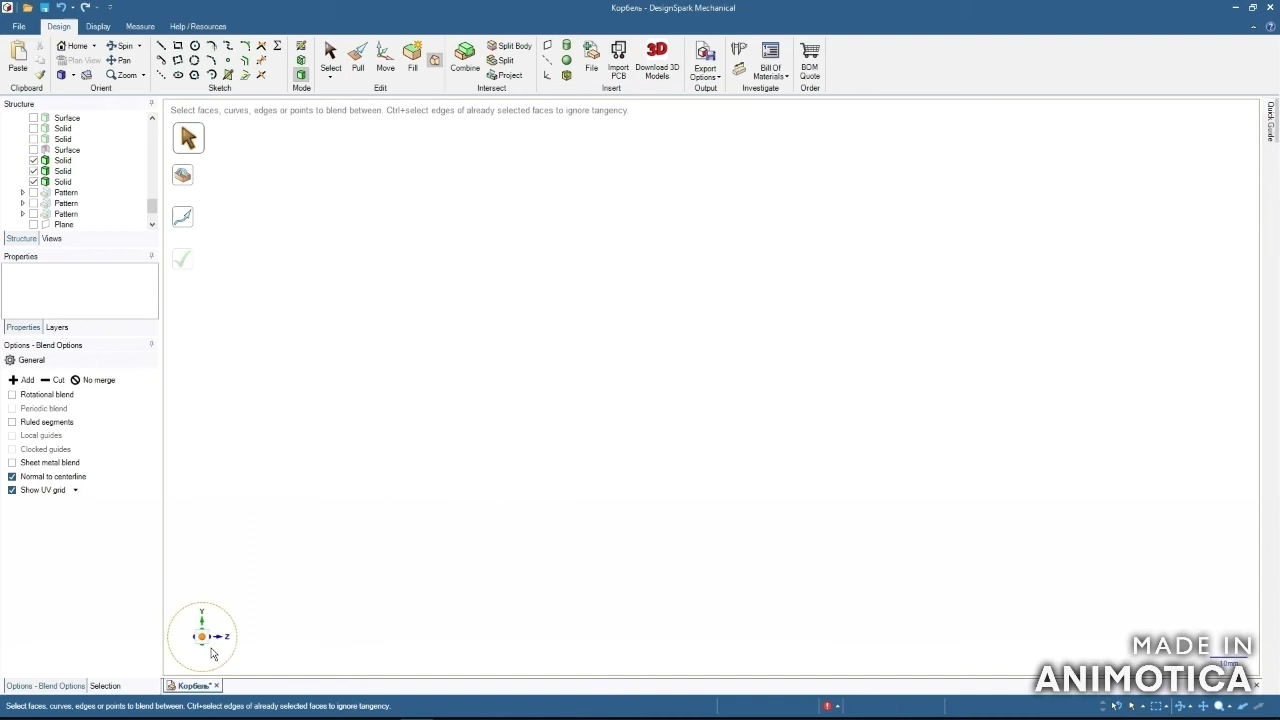 Корбель - DesignSpark Mechanical
File Design Display Measure Help / Resources
Paste
Home Spin
Plan View Pan
Zoom
Select Pull Move Fill
Combine
Split Body
Split
Project
File Import PCB Download 3D Models
Export Options
Bill Of Materials
BOM Quote
Clipboard Orient Sketch Mode Edit Intersect Insert Output Investigate Order
Structure
Surface
Solid
Solid
Surface
Solid
Solid
Solid
Pattern
Pattern
Pattern
Plane
Structure Views
Properties
Properties Layers
Options - Blend Options
General
Add Cut No merge
Rotational blend
Periodic blend
Ruled segments
Local guides
Clocked guides
Sheet metal blend
Normal to centerline
Show UV grid
Options - Blend Options Selection
Select faces, curves, edges or points to blend between. Ctrl+select edges of already selected faces to ignore tangency.
Quick Guide
Y
Z
10mm
MADE IN
ANIMOTICA
Корбель*
Select faces, curves, edges or points to blend between. Ctrl+select edges of already selected faces to ignore tangency.